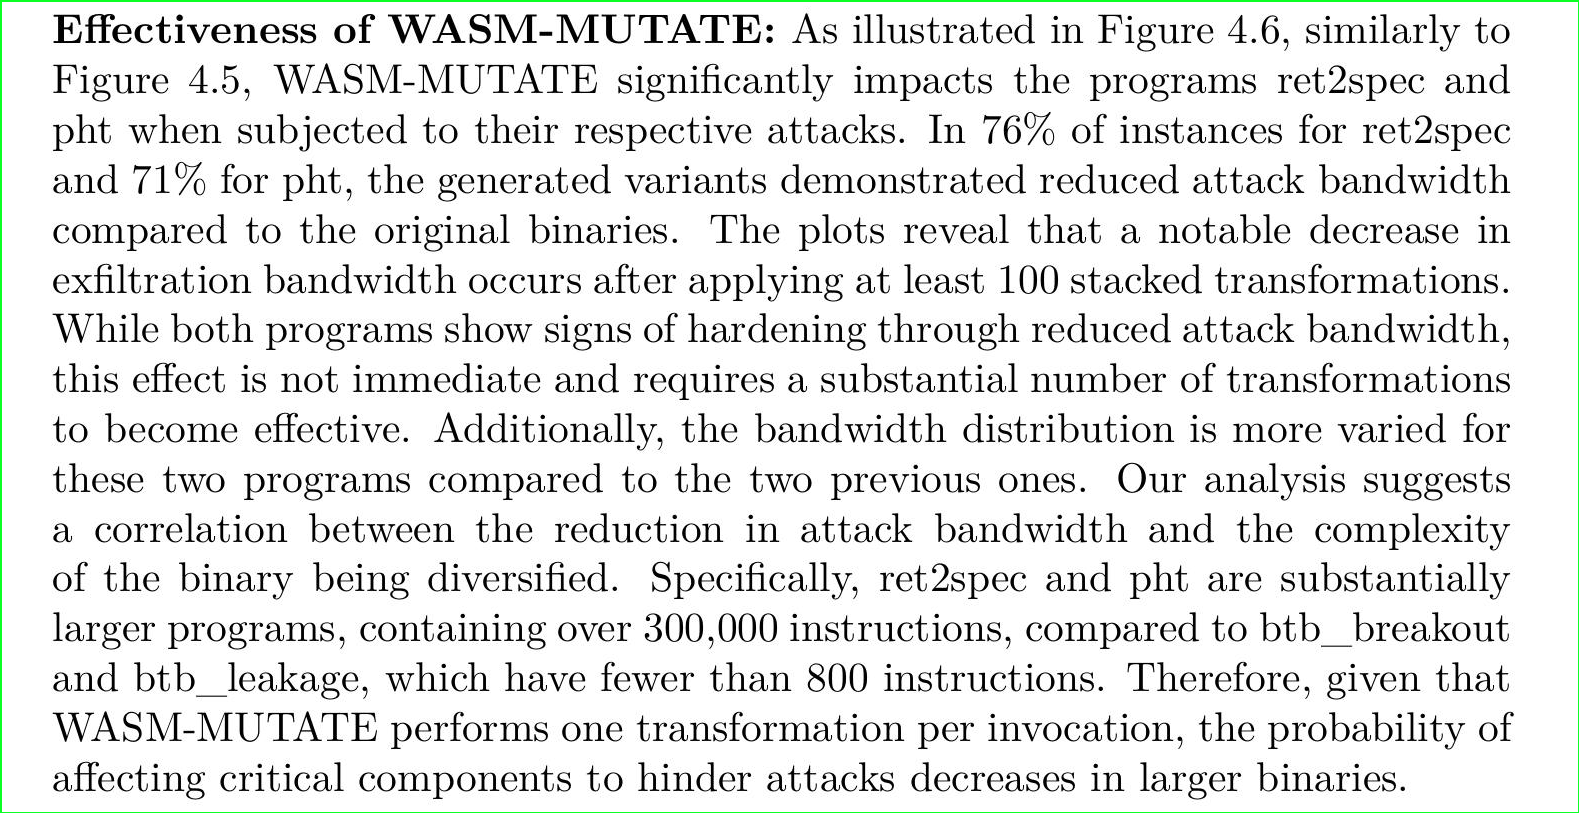 Effectiveness of WASM-MUTATE: As illustrated in Figure 4.6, similarly to
Figure 4.5, WASM-MUTATE significantly impacts the programs ret2spec and
pht when subjected to their respective attacks. In 76% of instances for ret2spec
and 71% for pht, the generated variants demonstrated reduced attack bandwidth
compared to the original binaries. The plots reveal that a notable decrease in
exfiltration bandwidth occurs after applying at least 100 stacked transformations.
While both programs show signs of hardening through reduced attack bandwidth,
this effect is not immediate and requires a substantial number of transformations
to become effective. Additionally, the bandwidth distribution is more varied for
these two programs compared to the two previous ones. Our analysis suggests
a correlation between the reduction in attack bandwidth and the complexity
of the binary being diversified. Specifically, ret2spec and pht are substantially
larger programs, containing over 300,000 instructions, compared to btb_breakout
and btb_leakage, which have fewer than 800 instructions. Therefore, given that
WASM-MUTATE performs one transformation per invocation, the probability of
affecting critical components to hinder attacks decreases in larger binaries.